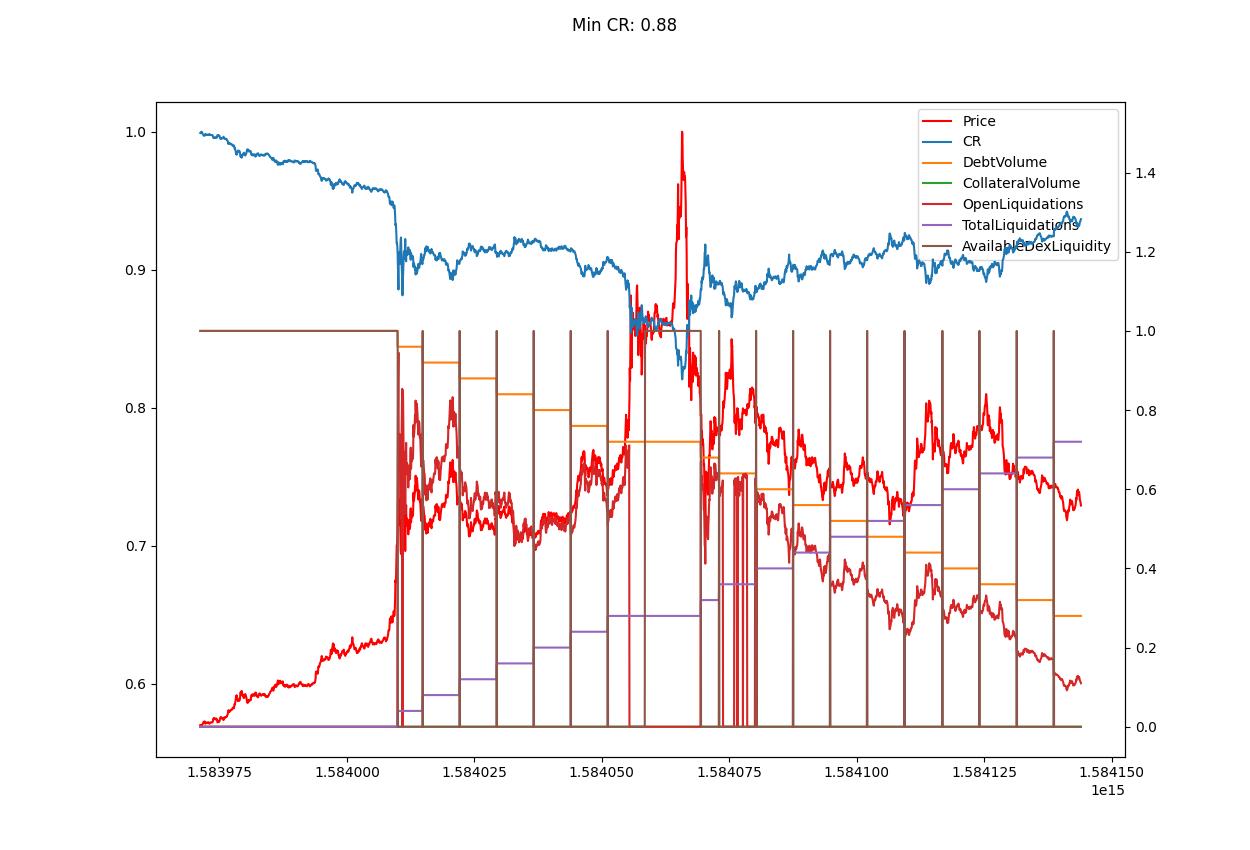 Min CR: 0.88
1.0
0.9
0.8
0.7
0.6
Price
CR
DebtVolume
CollateralVolume
OpenLiquidations
TotalLiquidations
AvailableDexLiquidity
1.4
1.2
1.0
0.8
0.6
0.4
0.2
0.0
1.583975
1.584000
1.584025
1.584050
1.584075
1.584100
1.584125
1.584150
1e15